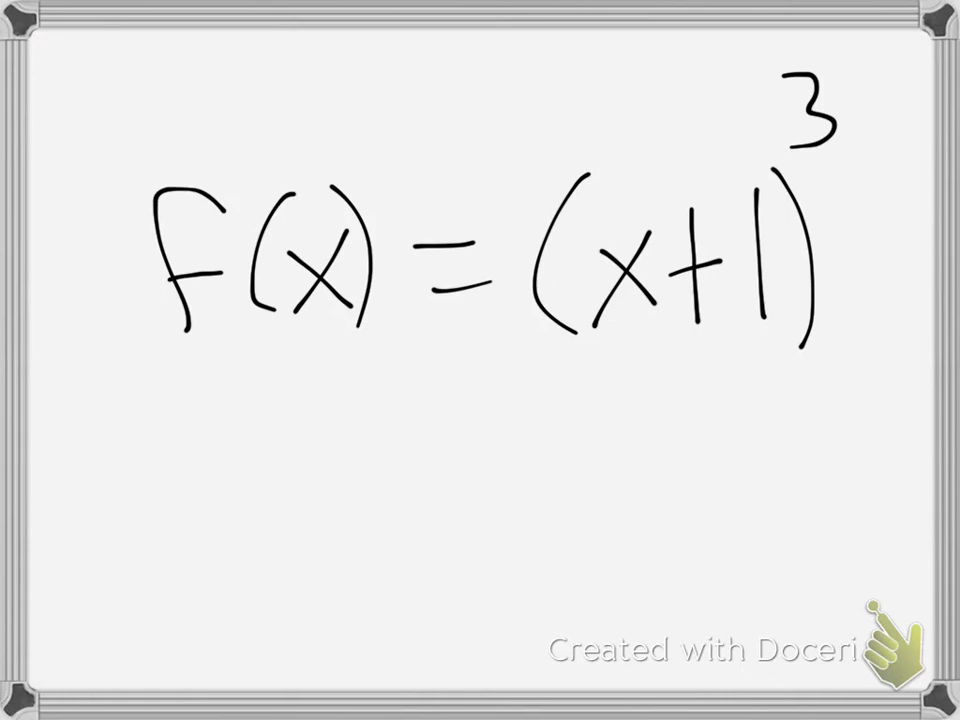 f(x) = (x+1)³
Created with Doceri